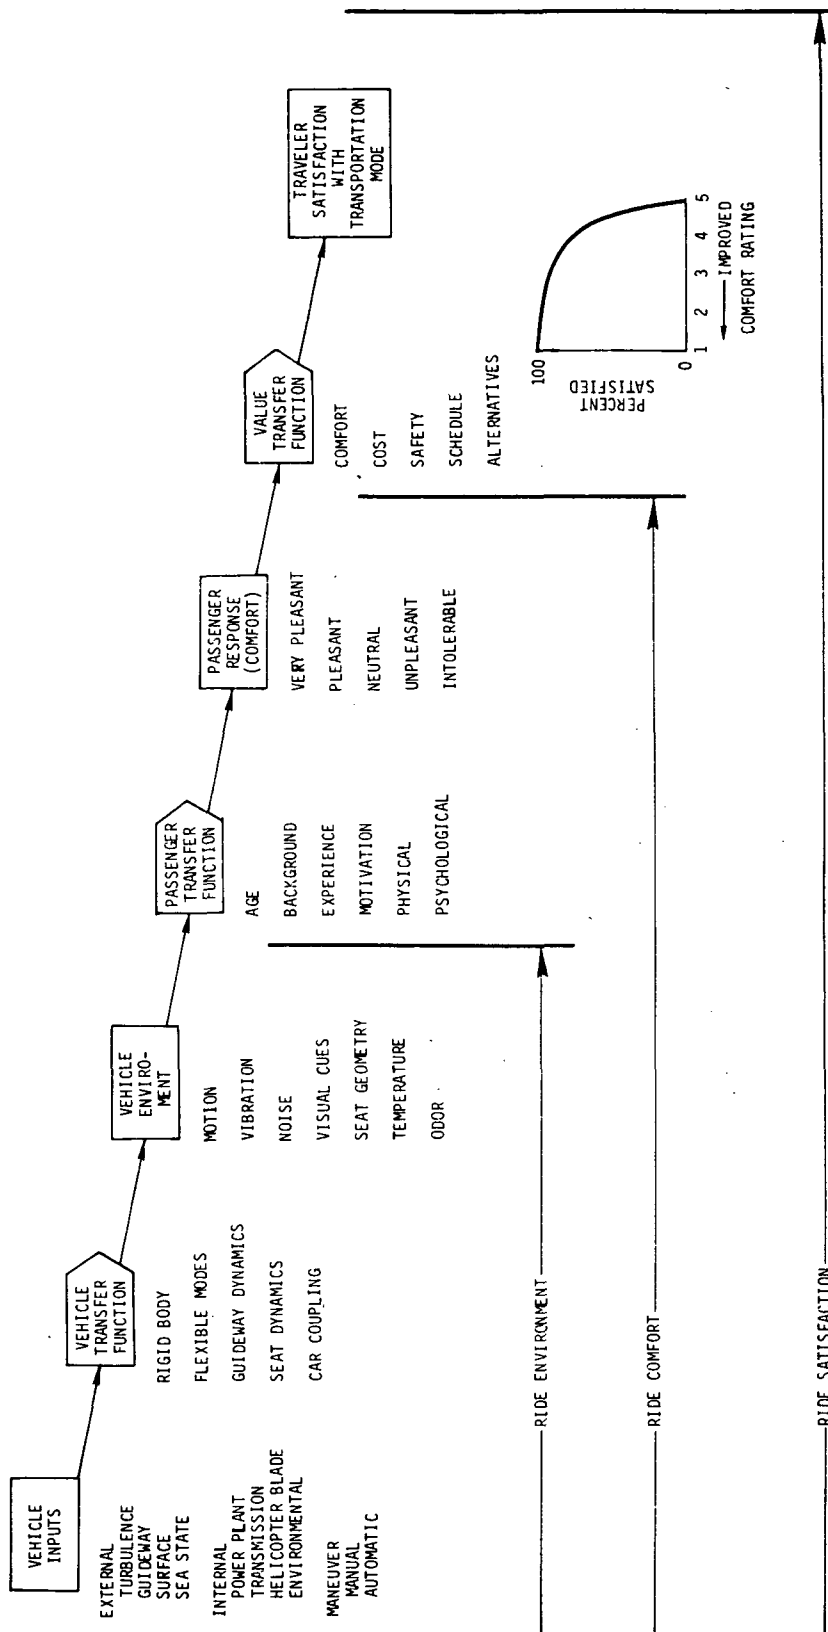 VEHICLE
INPUTS
EXTERNAL
TURBULENCE
GUIDEWAY
SURFACE
SEA STATE
INTERNAL
POWER PLANT
TRANSMISSION
HELICOPTER BLADE
ENVIRONMENTAL
MANEUVER
MANUAL
AUTOMATIC
VEHICLE
TRANSFER
FUNCTION
RIGID BODY
FLEXIBLE MODES
GUIDEWAY DYNAMICS
SEAT DYNAMICS
CAR COUPLING
VEHICLE
ENVIRO-
MENT
MOTION
VIBRATION
NOISE
VISUAL CUES
SEAT GEOMETRY
TEMPERATURE
ODOR
PASSENGER
TRANSFER
FUNCTION
AGE
BACKGROUND
EXPERIENCE
MOTIVATION
PHYSICAL
PSYCHOLOGICAL
PASSENGER
RESPONSE
(COMFORT)
VERY PLEASANT
PLEASANT
NEUTRAL
UNPLEASANT
INTOLERABLE
VALUE
TRANSFER
FUNCTION
COMFORT
COST
SAFETY
SCHEDULE
ALTERNATIVES
TRAVELER
SATISFACTION
WITH
TRANSPORTATION
MODE
100
PERCENT
SATISFIED
0
1 2 3 4 5
IMPROVED
COMFORT RATING
RIDE ENVIRONMENT
RIDE COMFORT
RIDE SATISFACTION